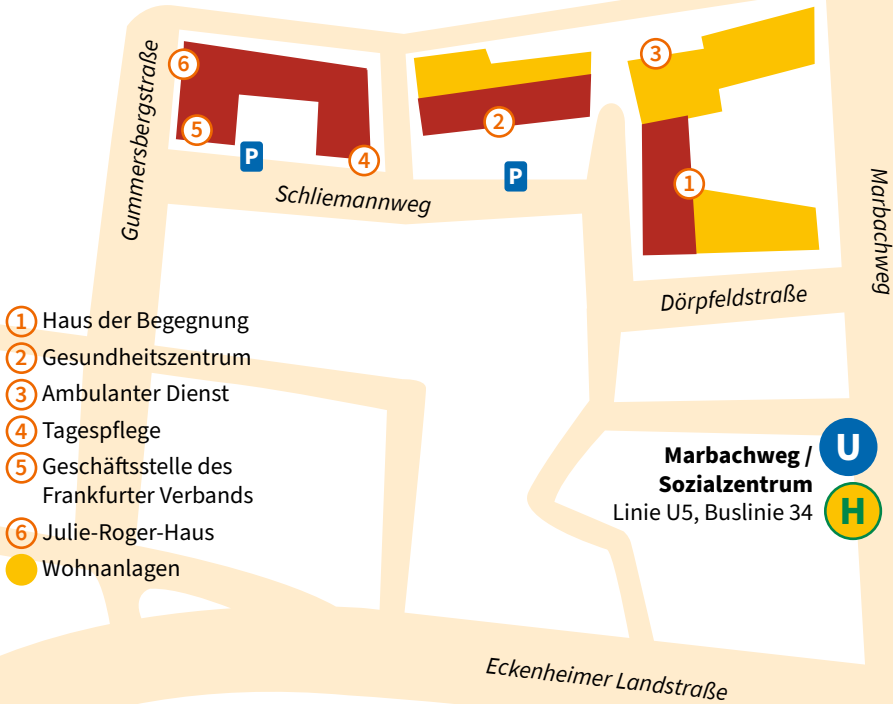 Gummersbergstraße
6
5
P
4
3
2
P
1
Schliemannweg
Marbachweg
Dörpfeldstraße
1 Haus der Begegnung
2 Gesundheitszentrum
3 Ambulanter Dienst
4 Tagespflege
5 Geschäftsstelle des
Frankfurter Verbands
6 Julie-Roger-Haus
Wohnanlagen
Marbachweg /
Sozialzentrum
Linie U5, Buslinie 34
U
H
Eckenheimer Landstraße